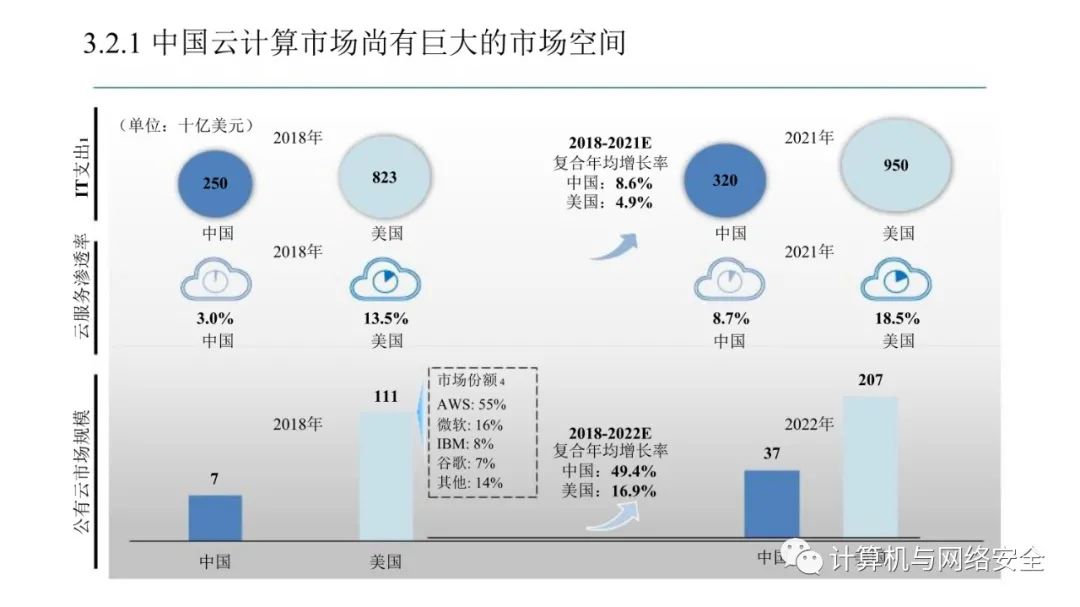 3.2.1 中国云计算市场尚有巨大的市场空间
IT支出1
（单位：十亿美元）
2018年
250
823
中国
美国
2018-2021E
复合年均增长率
中国：8.6%
美国：4.9%
2021年
320
950
中国
美国
云服务渗透率
2018年
3.0%
13.5%
中国
美国
2021年
8.7%
18.5%
中国
美国
公有云市场规模
2018年
7
111
中国
美国
市场份额4
AWS: 55%
微软: 16%
IBM: 8%
谷歌: 7%
其他: 14%
2018-2022E
复合年均增长率
中国：49.4%
美国：16.9%
2022年
37
207
中国
计算机与网络安全